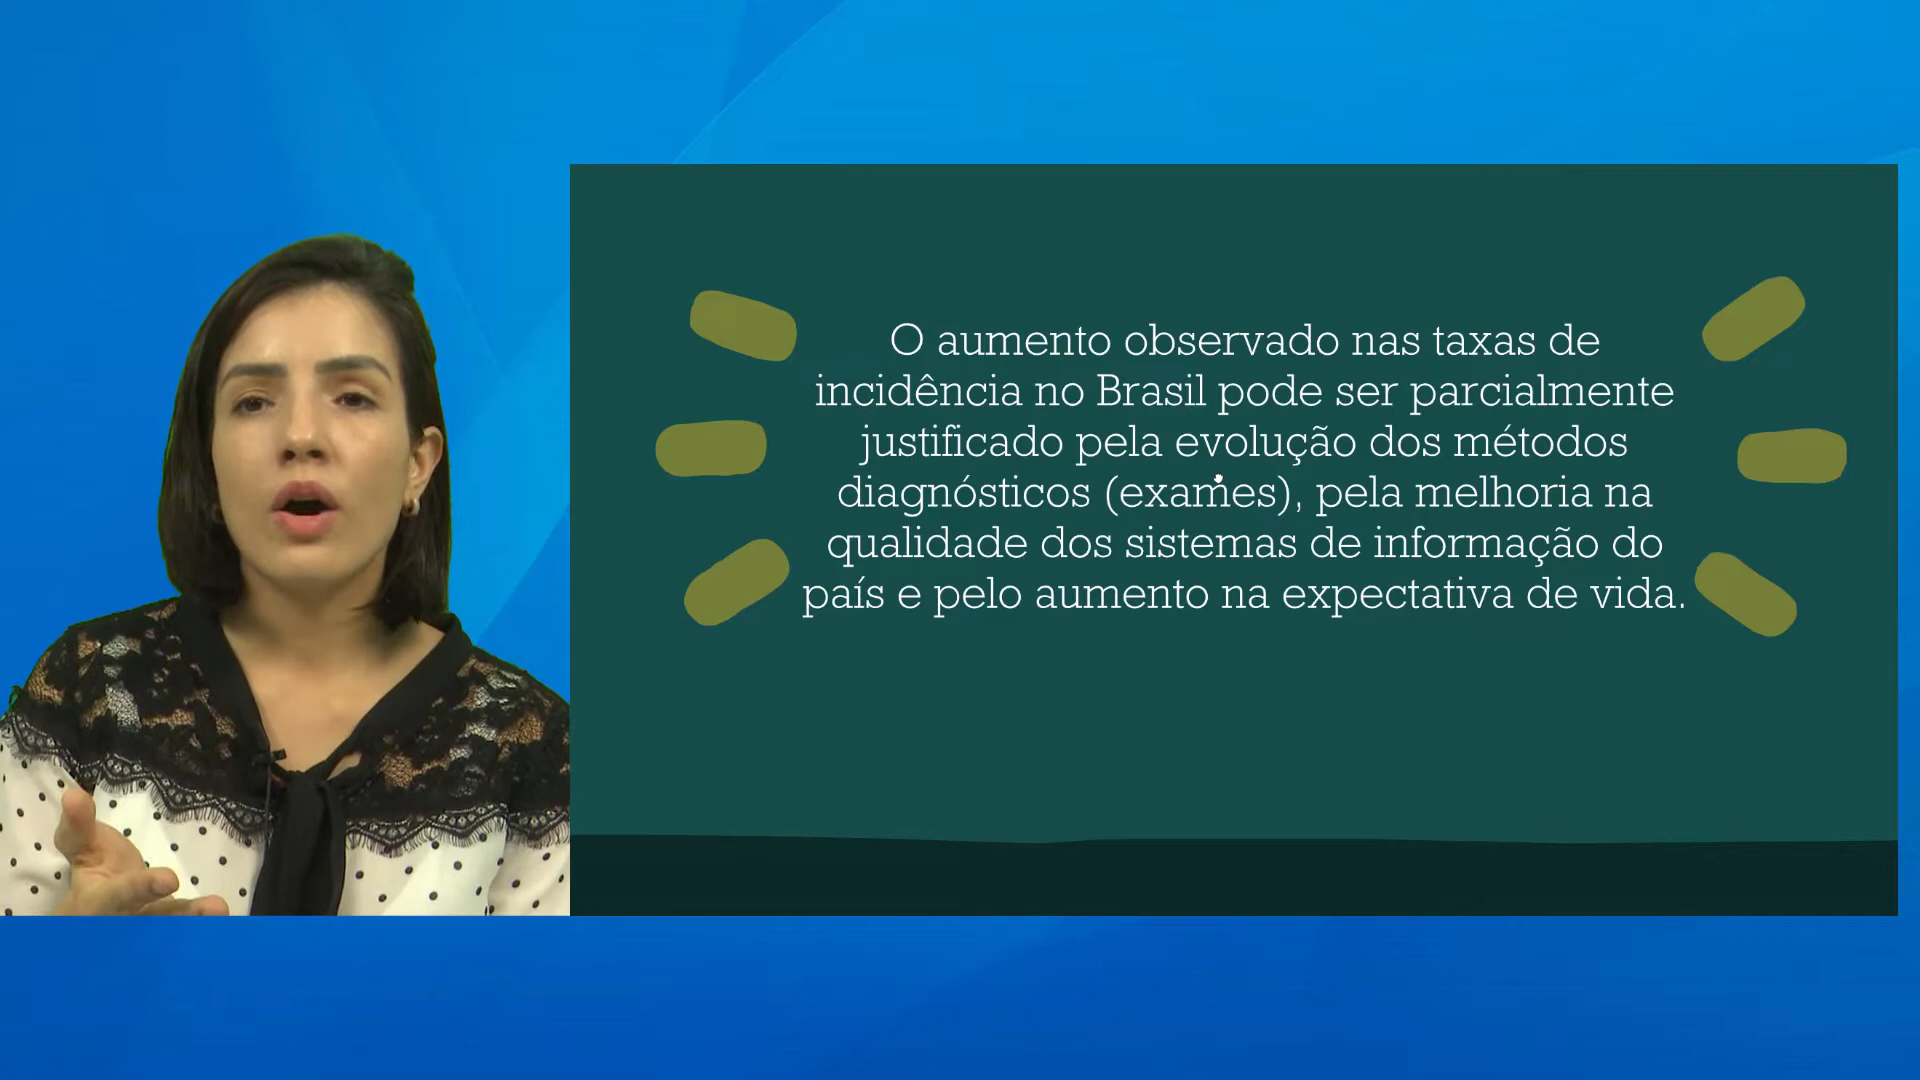 O aumento observado nas taxas de
incidência no Brasil pode ser parcialmente
justificado pela evolução dos métodos
diagnósticos (exames), pela melhoria na
qualidade dos sistemas de informação do
país e pelo aumento na expectativa de vida.